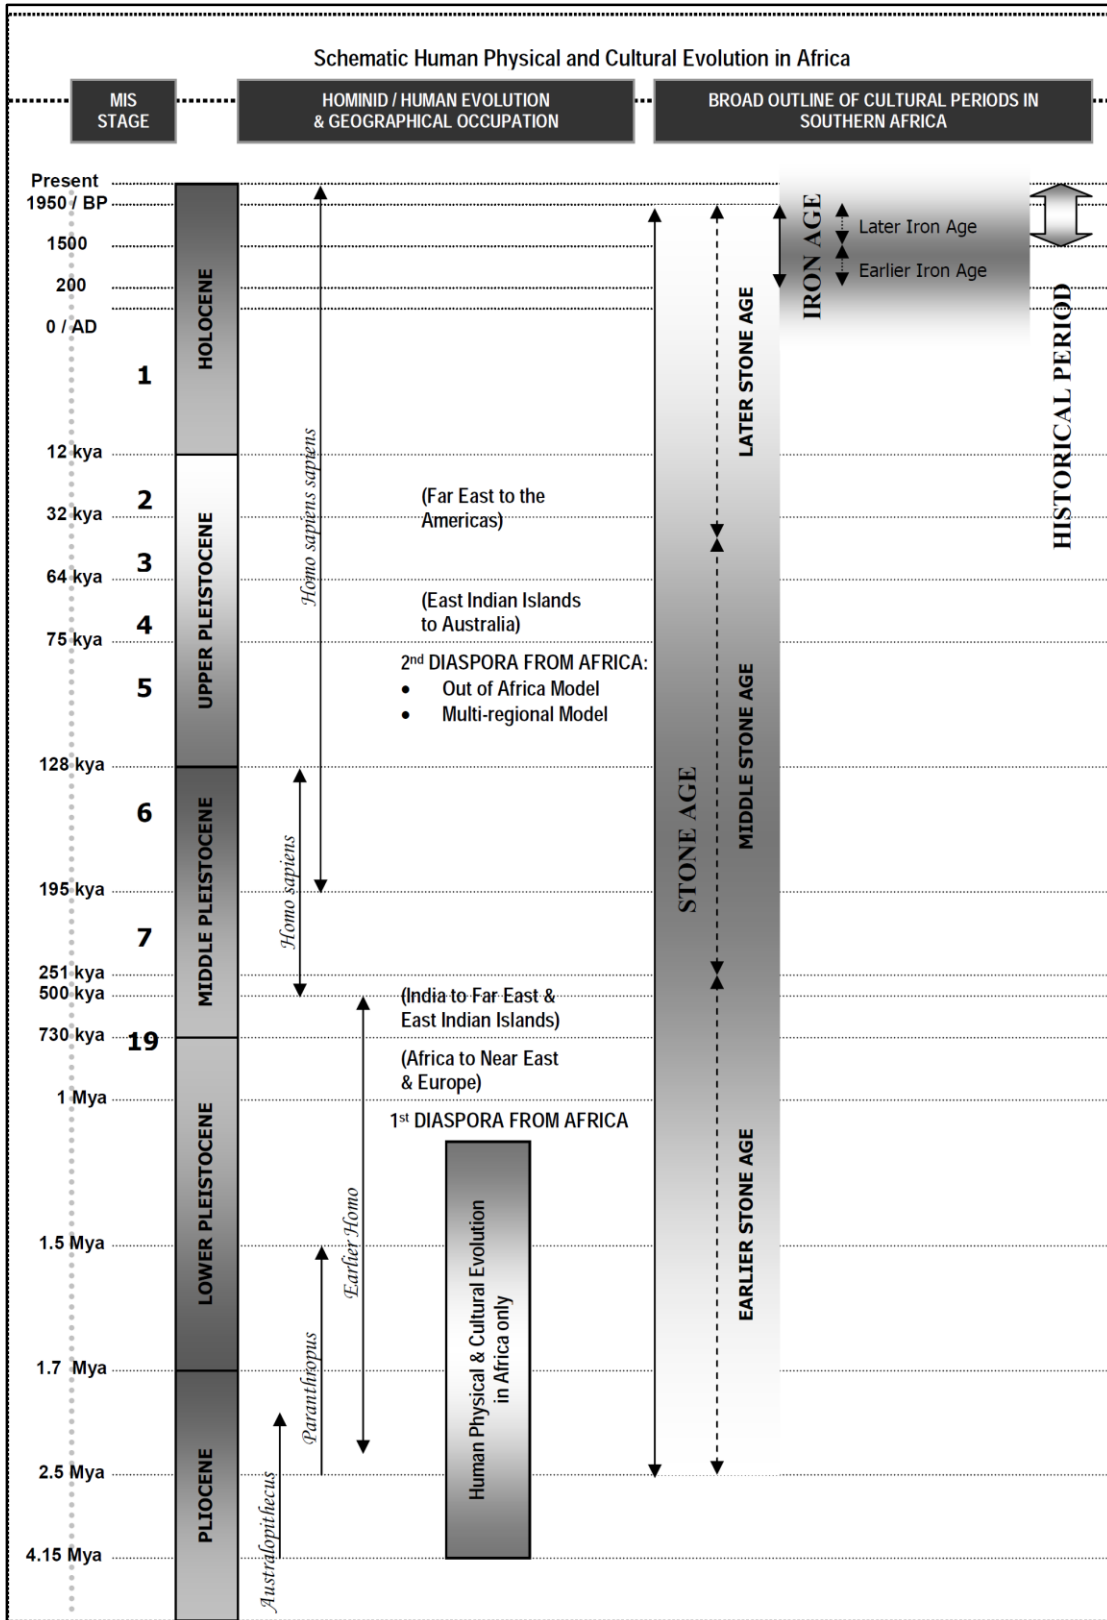 Schematic Human Physical and Cultural Evolution in Africa
MIS
STAGE
HOMINID / HUMAN EVOLUTION
& GEOGRAPHICAL OCCUPATION
BROAD OUTLINE OF CULTURAL PERIODS IN
SOUTHERN AFRICA
Present
1950 / BP
1500
200
0 / AD
12 kya
32 kya
64 kya
75 kya
128 kya
195 kya
251 kya
500 kya
730 kya
1 Mya
1.5 Mya
1.7 Mya
2.5 Mya
4.15 Mya
1
2
3
4
5
6
7
19
HOLOCENE
UPPER PLEISTOCENE
MIDDLE PLEISTOCENE
LOWER PLEISTOCENE
PLIOCENE
Homo sapiens sapiens
Homo sapiens
Earlier Homo
Paranthropus
Australopithecus
(Far East to the
Americas)
(East Indian Islands
to Australia)
2nd DIASPORA FROM AFRICA:
• Out of Africa Model
• Multi-regional Model
(India to Far East &
East Indian Islands)
(Africa to Near East
& Europe)
1st DIASPORA FROM AFRICA
Human Physical & Cultural Evolution
in Africa only
STONE AGE
LATER STONE AGE
MIDDLE STONE AGE
EARLIER STONE AGE
IRON AGE
Later Iron Age
Earlier Iron Age
HISTORICAL PERIOD